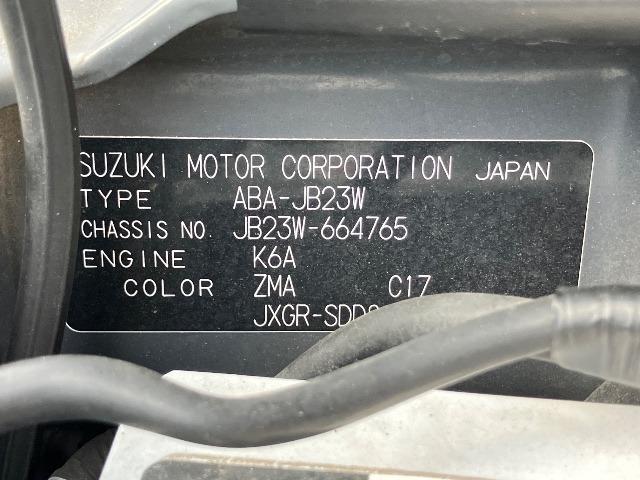 SUZUKI MOTOR CORPORATION JAPAN
TYPE ABA-JB23W
CHASSIS NO. JB23W-664765
ENGINE K6A
COLOR ZMA C17